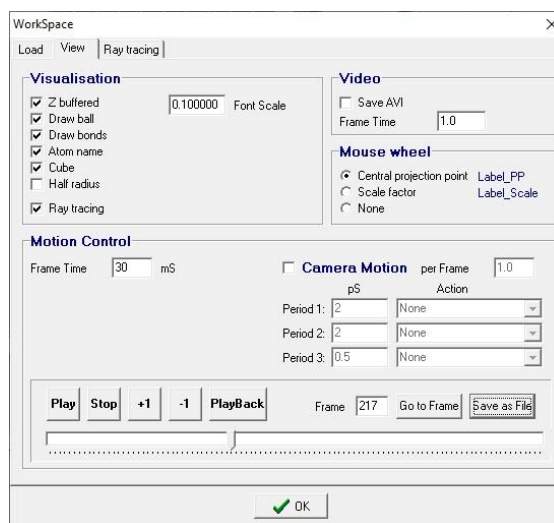 WorkSpace
Load View Ray tracing
Visualisation
Z buffered 0.100000 Font Scale
Draw ball
Draw bonds
Atom name
Cube
Half radius
Ray tracing
Video
Save AVI
Frame Time 1.0
Mouse wheel
Central projection point Label_PP
Scale factor Label_Scale
None
Motion Control
Frame Time 30 mS
Camera Motion per Frame 1.0
pS Action
Period 1: 2 None
Period 2: 2 None
Period 3: 0.5 None
Play Stop +1 -1 PlayBack Frame 217 Go to Frame Save as File
OK